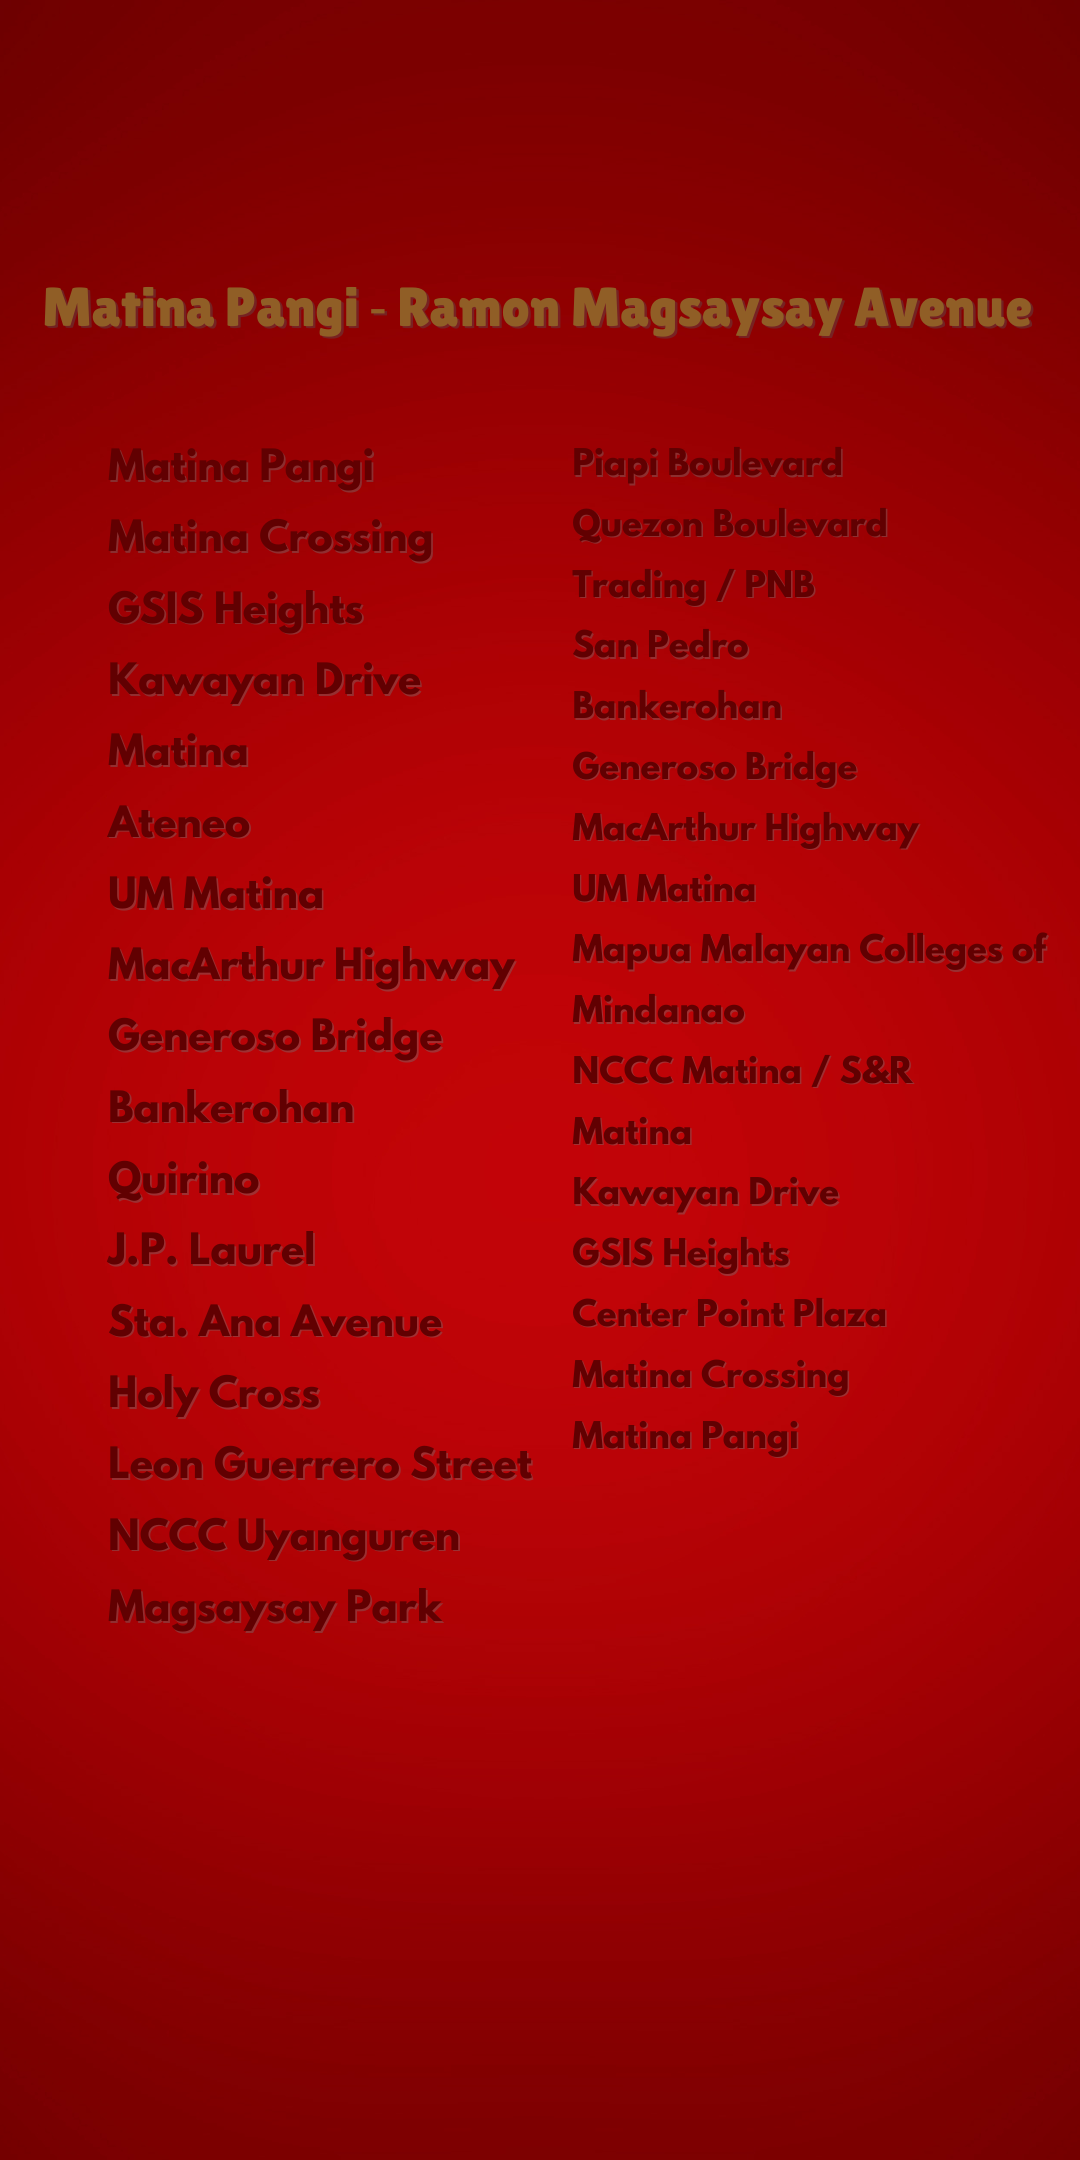 Matina Pangi - Ramon Magsaysay Avenue
Matina Pangi
Matina Crossing
GSIS Heights
Kawayan Drive
Matina
Ateneo
UM Matina
MacArthur Highway
Generoso Bridge
Bankerohan
Quirino
J.P. Laurel
Sta. Ana Avenue
Holy Cross
Leon Guerrero Street
NCCC Uyanguren
Magsaysay Park
Piapi Boulevard
Quezon Boulevard
Trading / PNB
San Pedro
Bankerohan
Generoso Bridge
MacArthur Highway
UM Matina
Mapua Malayan Colleges of
Mindanao
NCCC Matina / S&R
Matina
Kawayan Drive
GSIS Heights
Center Point Plaza
Matina Crossing
Matina Pangi